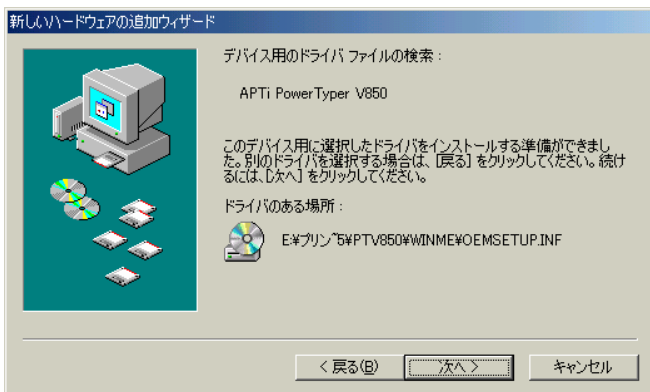 新しいハードウェアの追加ウィザード
デバイス用のドライバ ファイルの検索：
APTi PowerTyper V850
このデバイス用に選択したドライバをインストールする準備ができまし
た。別のドライバを選択する場合は、[戻る] をクリックしてください。続け
るには、[次へ] をクリックしてください。
ドライバのある場所：
E:¥プリン~5¥PTV850¥WINME¥OEMSETUP.INF
< 戻る(B)
次へ >
キャンセル